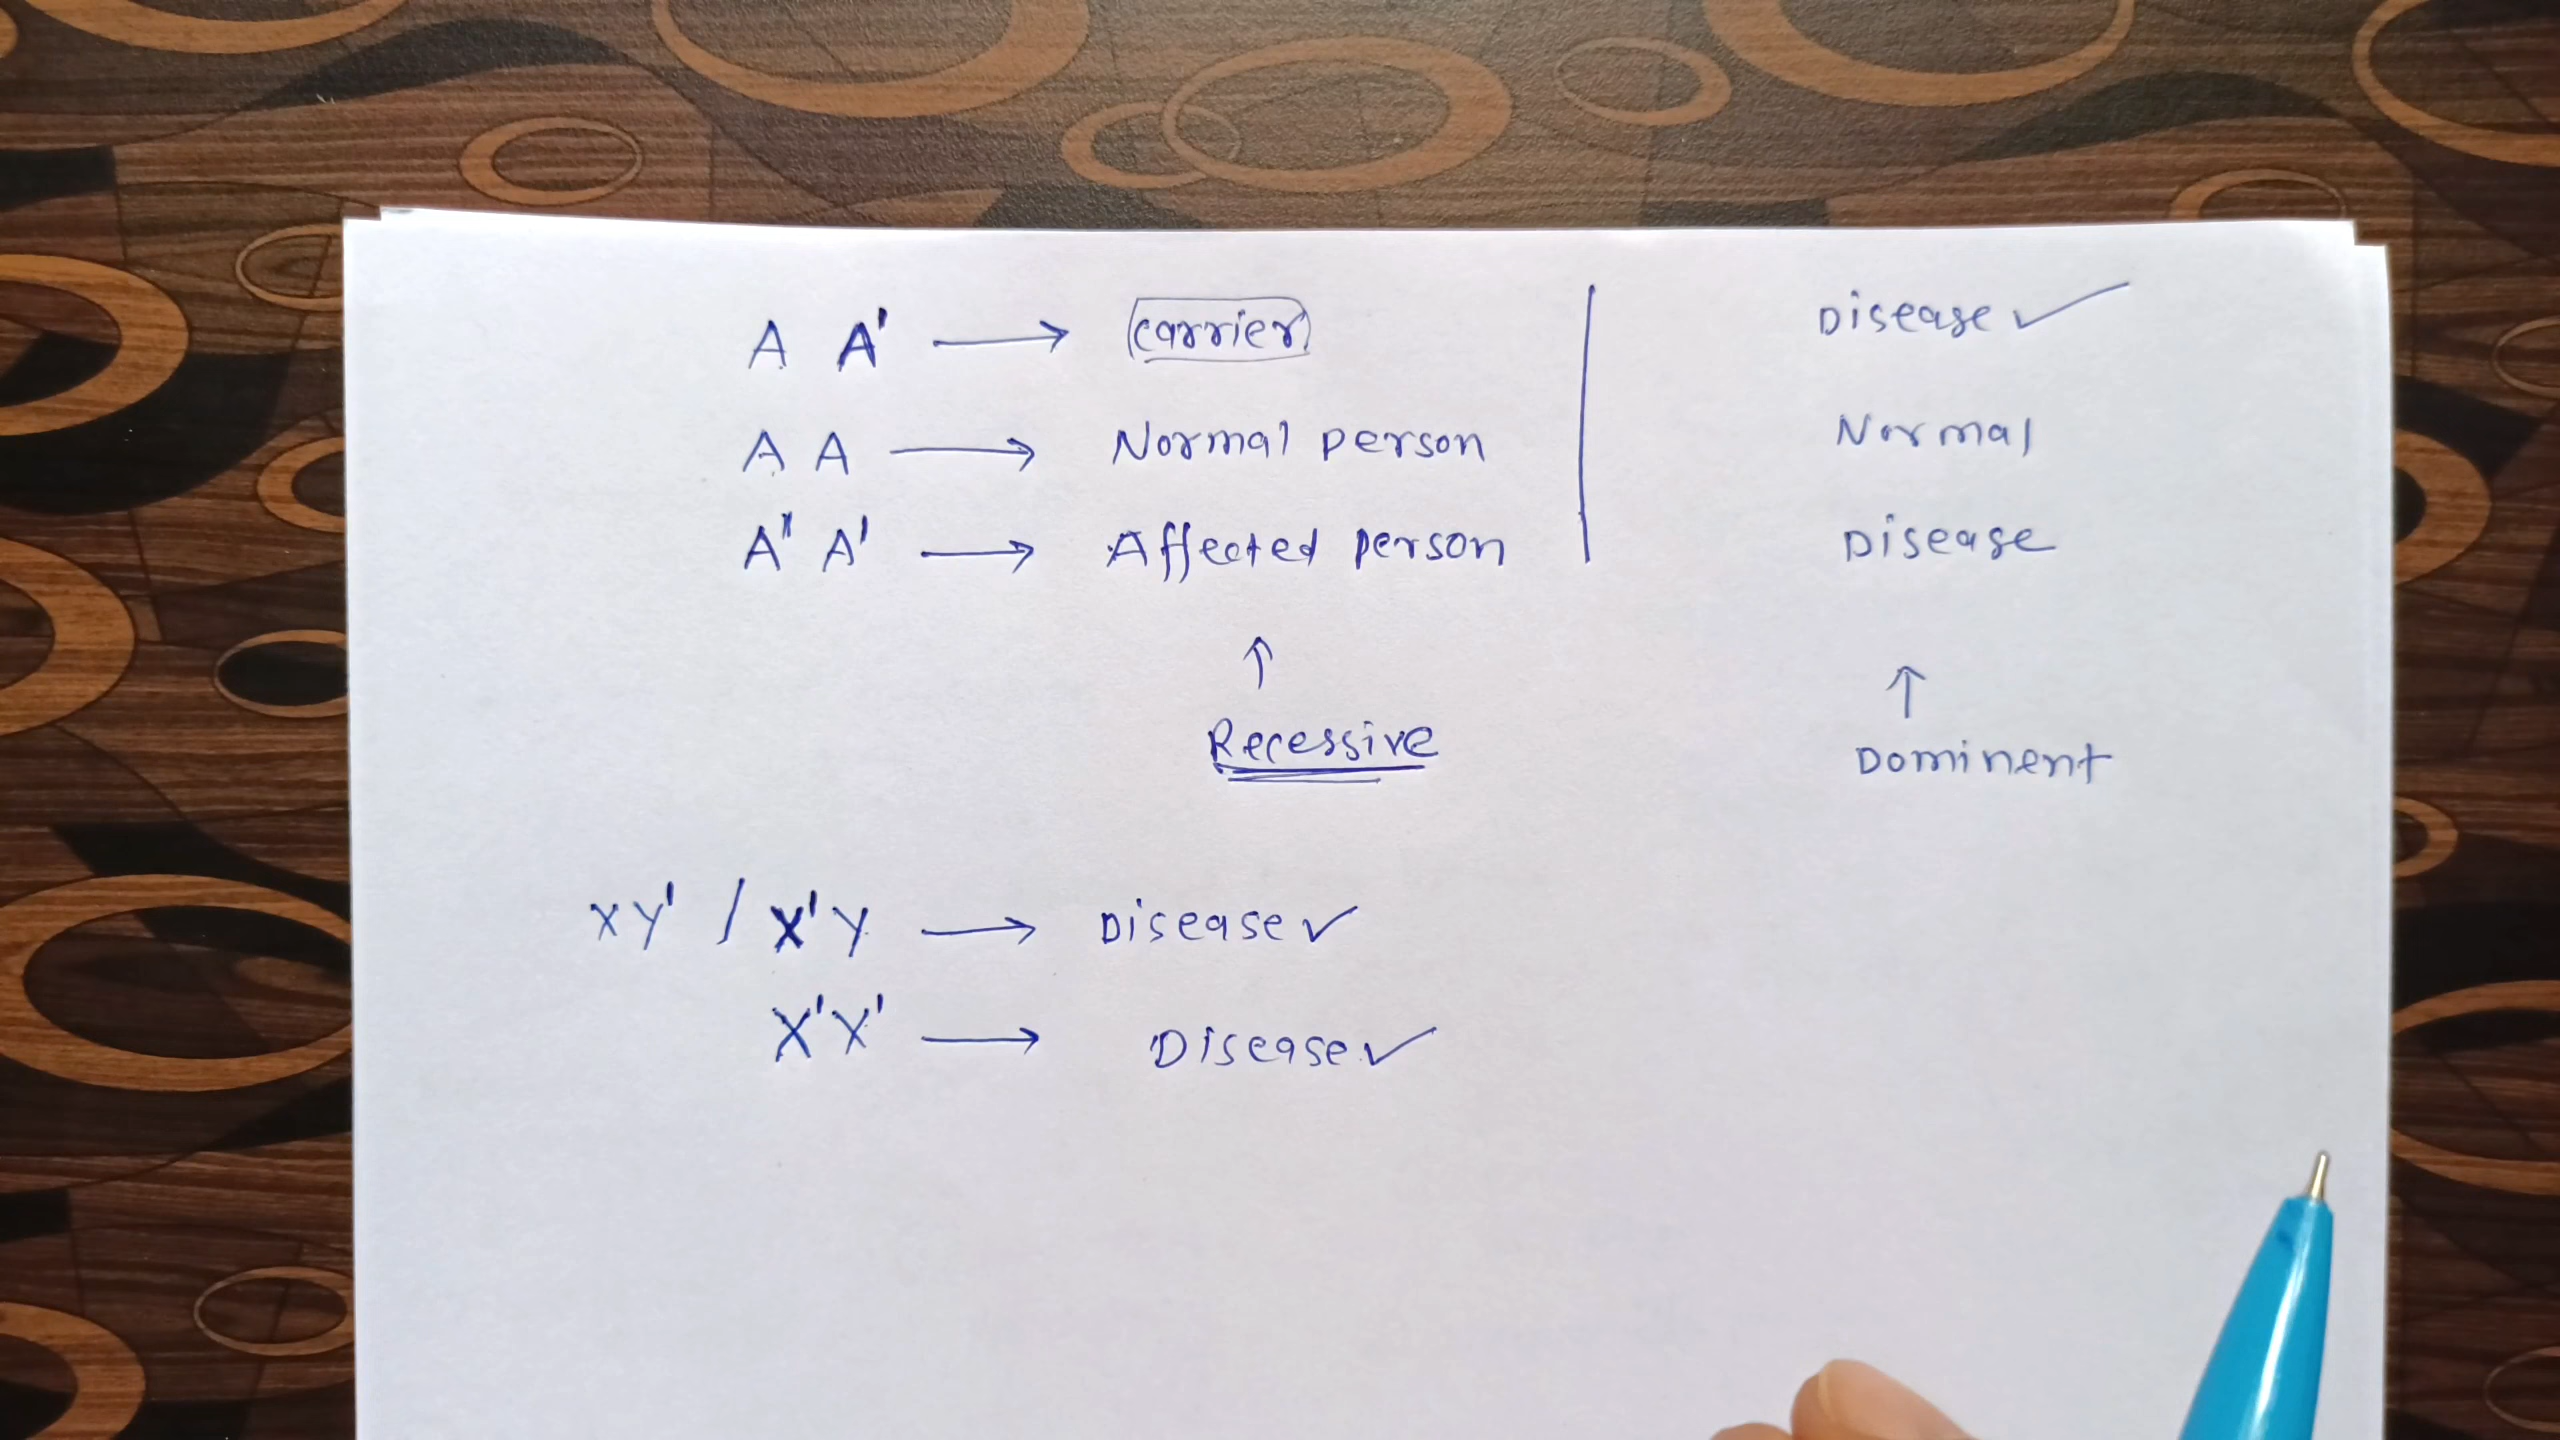 A A' → carrier | Disease ✓
A A → Normal person | Normal
A" A' → Affected person | Disease
↑ ↑
Recessive Dominent
XY' / X'Y → Disease ✓
X'X' → Disease ✓